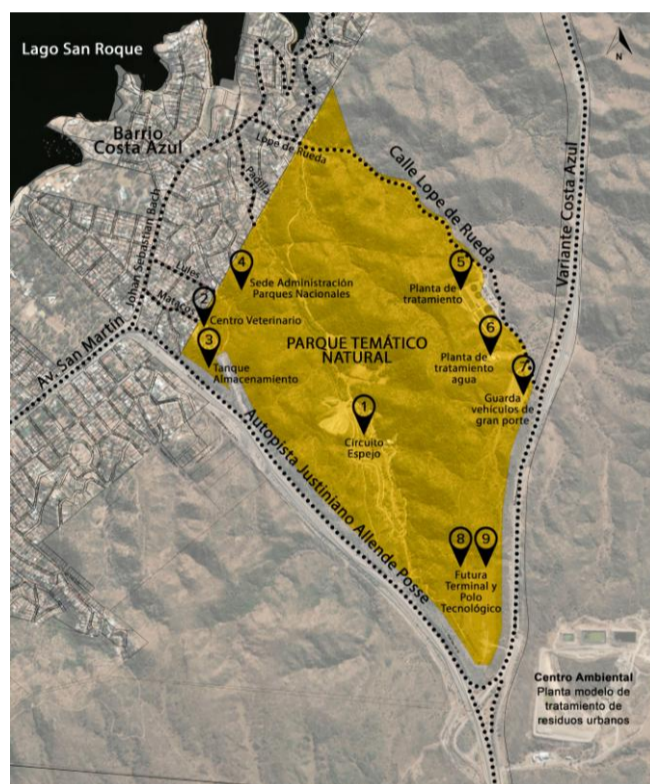 Lago San Roque
N
Barrio
Costa Azul
Lope de Rueda
Padilla
Calle Lope de Rueda
Variante Costa Azul
Johan Sebastian Bach
Lules
Matacos
Av. San Martín
4
Sede Administración
Parques Nacionales
5
Planta de
tratamiento
2
Centro Veterinario
3
Tanque
Almacenamiento
PARQUE TEMÁTICO
NATURAL
6
Planta de
tratamiento
agua
7
Guarda
vehículos de
gran porte
1
Circuito
Espejo
Autopista Justiniano Allende Posse
8
9
Futura
Terminal y
Polo
Tecnológico
Centro Ambiental
Planta modelo de
tratamiento de
residuos urbanos